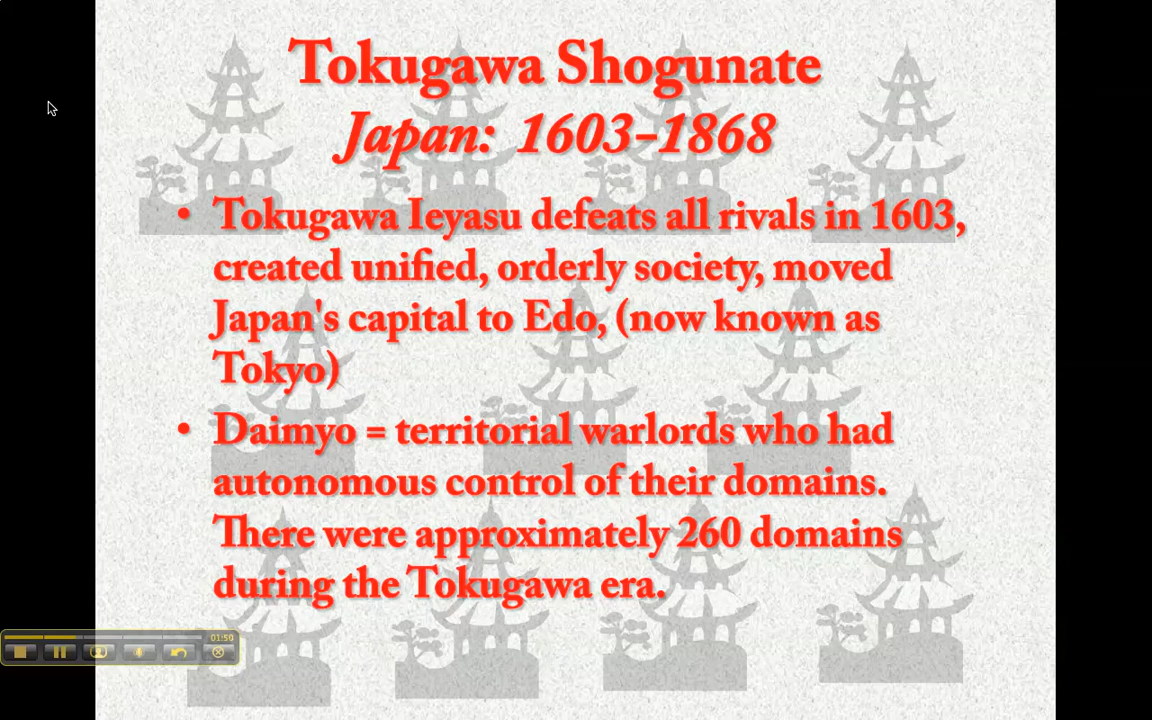 Tokugawa Shogunate
Japan: 1603-1868
• Tokugawa Ieyasu defeats all rivals in 1603,
created unified, orderly society, moved
Japan's capital to Edo, (now known as
Tokyo)
• Daimyo = territorial warlords who had
autonomous control of their domains.
There were approximately 260 domains
during the Tokugawa era.
01:50